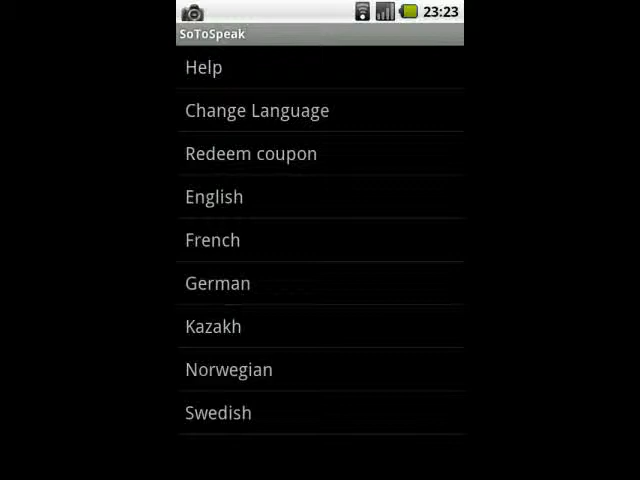 23:23
SoToSpeak
Help
Change Language
Redeem coupon
English
French
German
Kazakh
Norwegian
Swedish